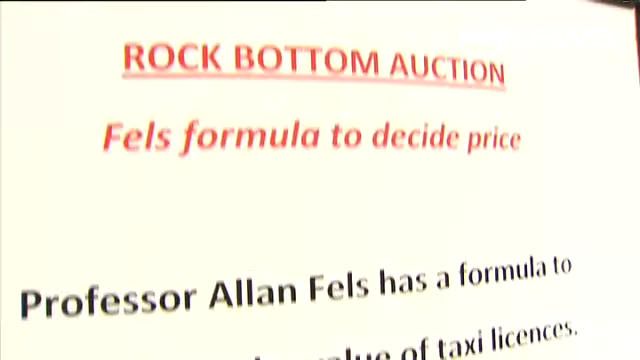 ROCK BOTTOM AUCTION
Fels formula to decide price
Professor Allan Fels has a formula to
value of taxi licences.